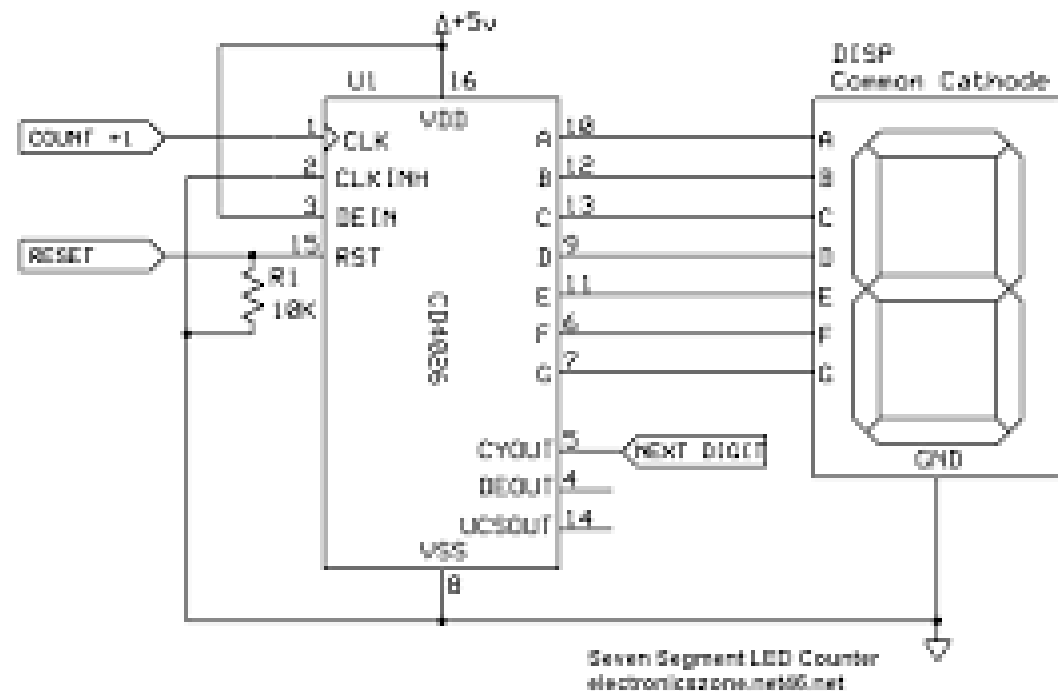 +5v
DISP
Common Cathode
U1
16
VDD
COUNT +1
1
CLK
A
10
A
2
CLKINH
B
12
B
3
DEIN
C
13
C
RESET
15
RST
D
9
D
R1
10K
E
11
E
CD4026
F
6
F
G
7
G
CYOUT
5
NEXT DIGIT
GND
DEOUT
4
UCSOUT
14
VSS
8
Seven Segment LED Counter